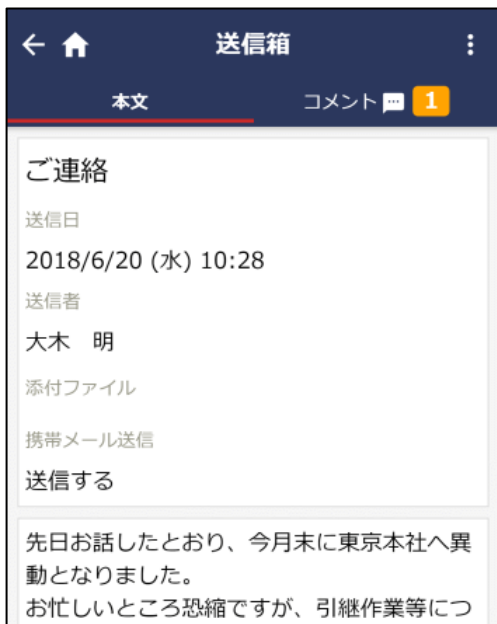 送信箱
本文
コメント 1
ご連絡
送信日
2018/6/20 (水) 10:28
送信者
大木　明
添付ファイル
携帯メール送信
送信する
先日お話したとおり、今月末に東京本社へ異
動となりました。
お忙しいところ恐縮ですが、引継作業等につ